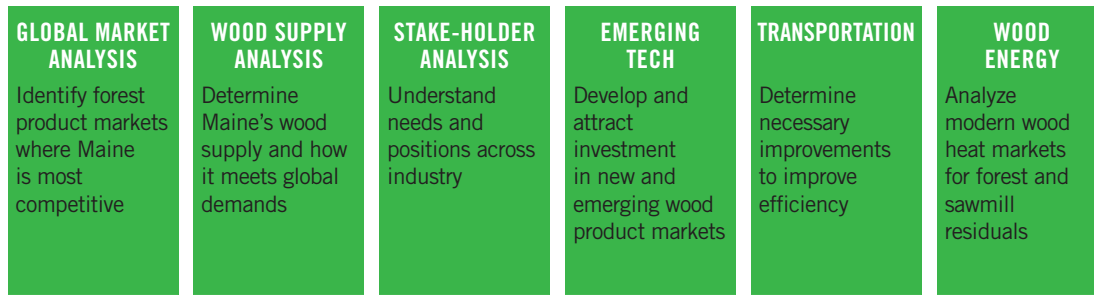 GLOBAL MARKET
ANALYSIS
Identify forest
product markets
where Maine
is most
competitive
WOOD SUPPLY
ANALYSIS
Determine
Maine's wood
supply and how
it meets global
demands
STAKE-HOLDER
ANALYSIS
Understand
needs and
positions across
industry
EMERGING
TECH
Develop and
attract
investment
in new and
emerging wood
product markets
TRANSPORTATION
Determine
necessary
improvements
to improve
efficiency
WOOD
ENERGY
Analyze
modern wood
heat markets
for forest and
sawmill
residuals